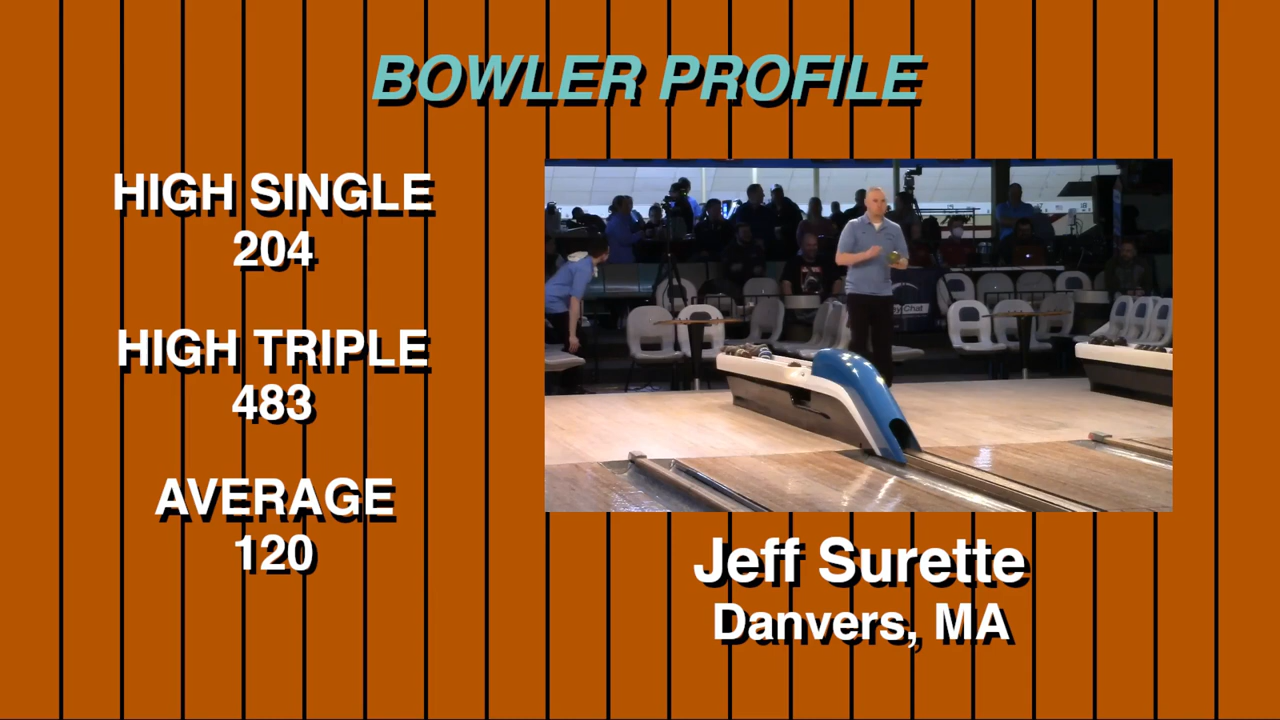 BOWLER PROFILE
HIGH SINGLE
204
HIGH TRIPLE
483
AVERAGE
120
Jeff Surette
Danvers, MA